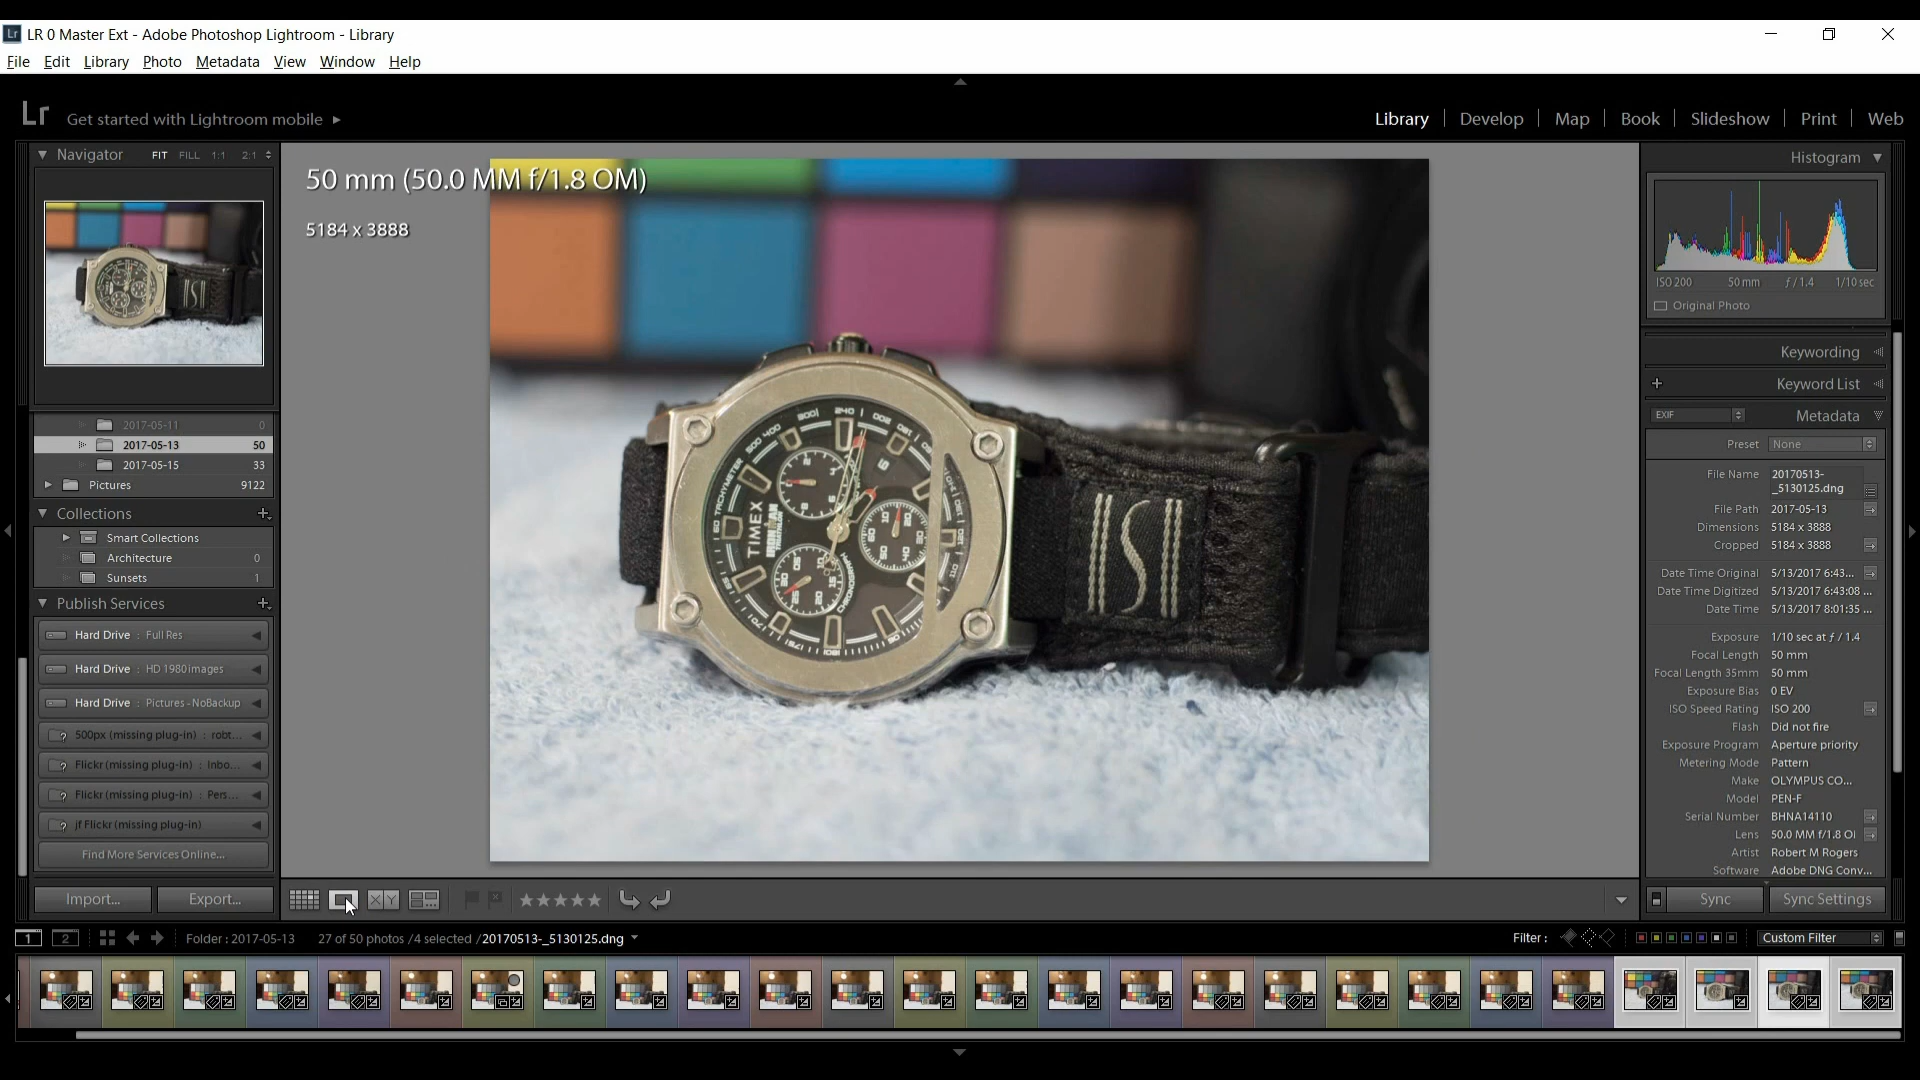 LR 0 Master Ext - Adobe Photoshop Lightroom - Library
File Edit Library Photo Metadata View Window Help
Lr Get started with Lightroom mobile
Library | Develop | Map | Book | Slideshow | Print | Web
Navigator FIT FILL 1:1 2:1
50 mm (50.0 MM f/1.8 OM)
5184 x 3888
TACHYMETER
TIMEX
IRONMAN
TRIATHLON
CHRONOGRAPH
2017-05-11 0
2017-05-13 50
2017-05-15 33
Pictures 9122
Collections
Smart Collections
Architecture 0
Sunsets 1
Publish Services
Hard Drive : Full Res
Hard Drive : HD 1980images
Hard Drive : Pictures - NoBackup
500px (missing plug-in) : robt...
Flickr (missing plug-in) : Inbo...
Flickr (missing plug-in) : Pers...
jf Flickr (missing plug-in)
Find More Services Online...
Import... Export...
Histogram
ISO 200 50 mm f / 1.4 1/10 sec
Original Photo
Keywording
Keyword List
EXIF Metadata
Preset None
File Name 20170513-
_5130125.dng
File Path 2017-05-13
Dimensions 5184 x 3888
Cropped 5184 x 3888
Date Time Original 5/13/2017 6:43...
Date Time Digitized 5/13/2017 6:43:08 ...
Date Time 5/13/2017 8:01:35 ...
Exposure 1/10 sec at f / 1.4
Focal Length 50 mm
Focal Length 35mm 50 mm
Exposure Bias 0 EV
ISO Speed Rating ISO 200
Flash Did not fire
Exposure Program Aperture priority
Metering Mode Pattern
Make OLYMPUS CO...
Model PEN-F
Serial Number BHNA14110
Lens 50.0 MM f/1.8 OI
Artist Robert M Rogers
Software Adobe DNG Conv...
Sync Sync Settings
X Y
1 2 Folder : 2017-05-13 27 of 50 photos /4 selected /20170513-_5130125.dng
Filter : Custom Filter